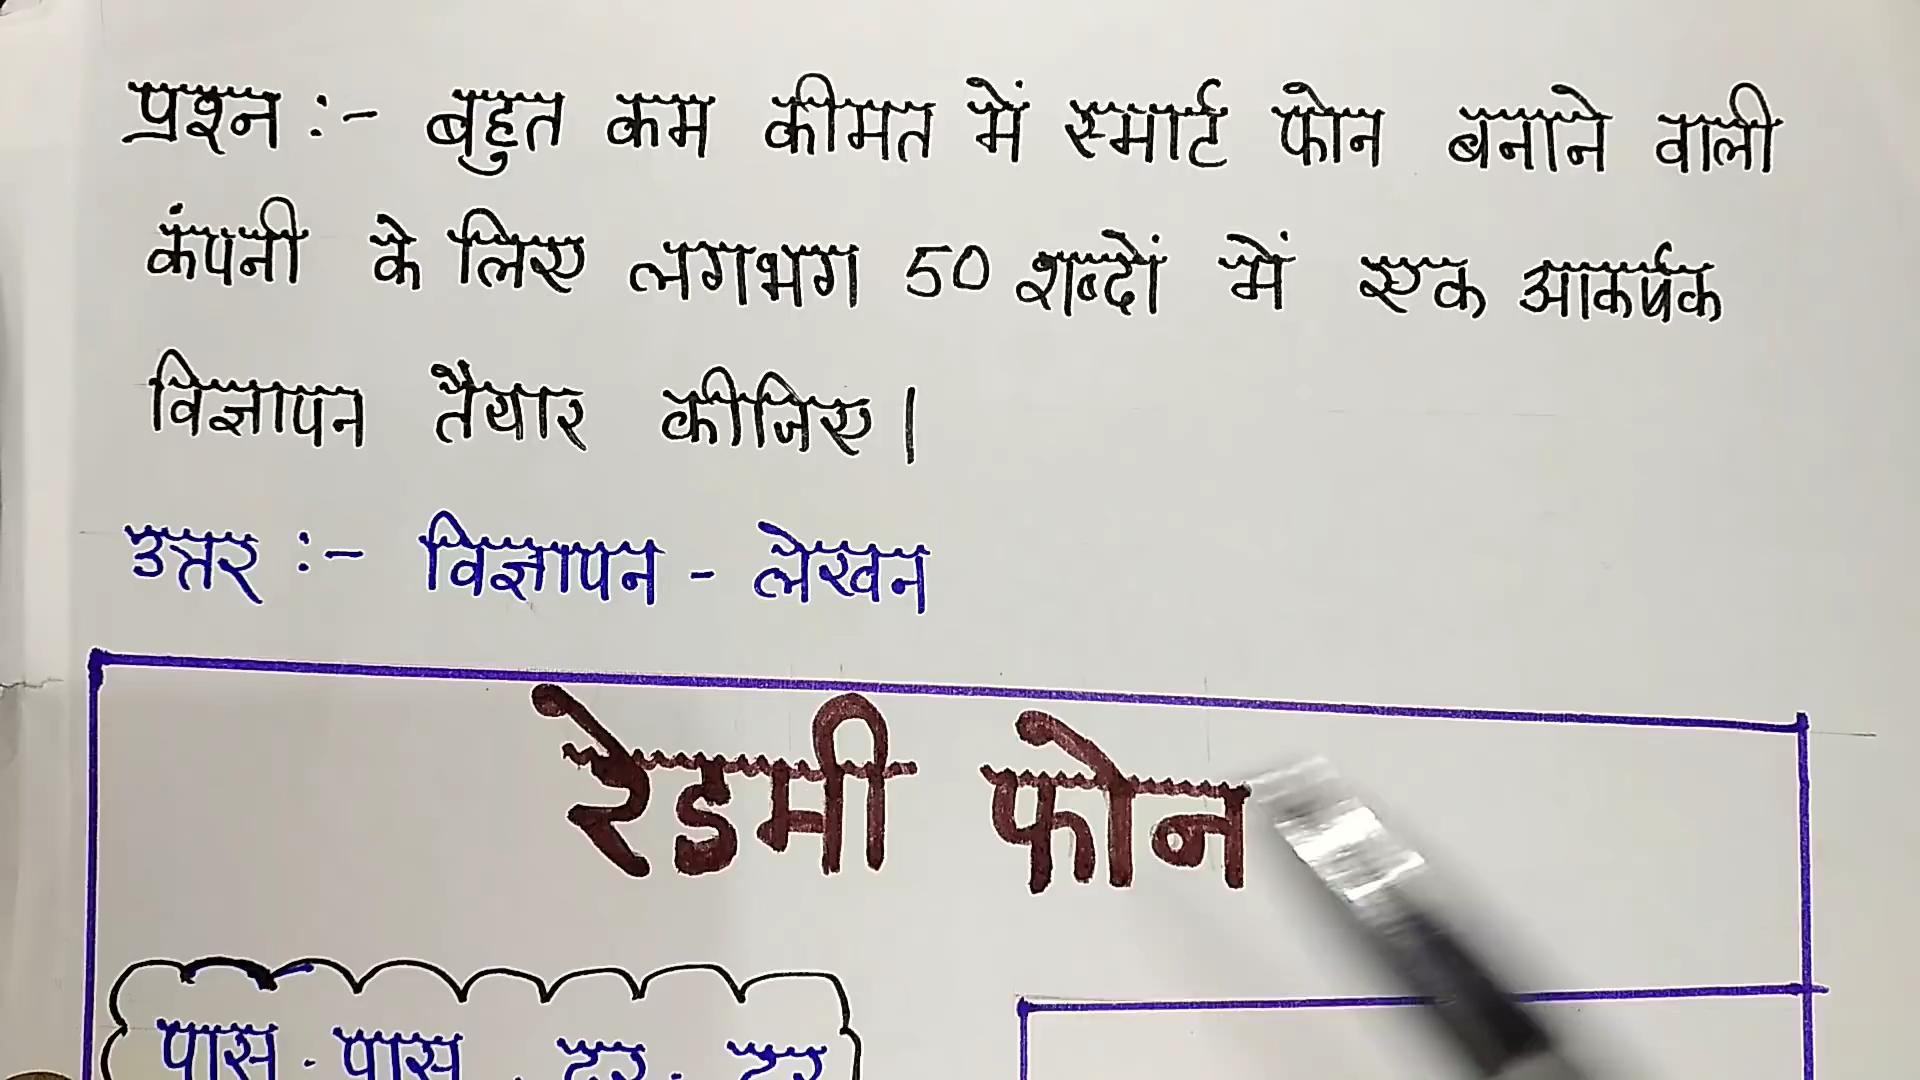 प्रश्न :- बहुत कम कीमत में स्मार्ट फोन बनाने वाली
कंपनी के लिए लगभग 50 शब्दों में एक आकर्षक
विज्ञापन तैयार कीजिए।
उत्तर :- विज्ञापन - लेखन
रेडमी फोन
पास - पास